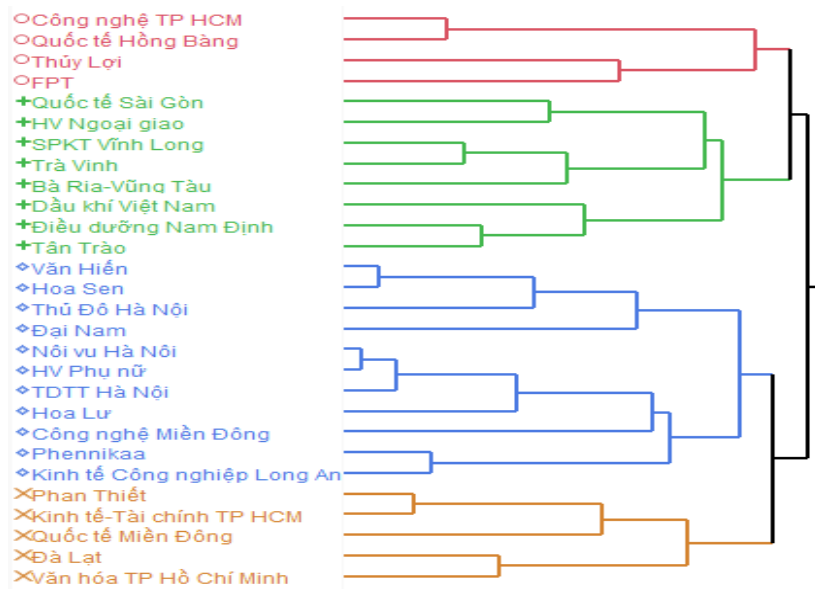 Công nghệ TP HCM
Quốc tế Hồng Bàng
Thủy Lợi
FPT
Quốc tế Sài Gòn
HV Ngoại giao
SPKT Vĩnh Long
Trà Vinh
Bà Rịa-Vũng Tàu
Dầu khí Việt Nam
Điều dưỡng Nam Định
Tân Trào
Văn Hiến
Hoa Sen
Thủ Đô Hà Nội
Đại Nam
Nội vụ Hà Nội
HV Phụ nữ
TDTT Hà Nội
Hoa Lư
Công nghệ Miền Đông
Phennikaa
Kinh tế Công nghiệp Long An
Phan Thiết
Kinh tế-Tài chính TP HCM
Quốc tế Miền Đông
Đà Lạt
Văn hóa TP Hồ Chí Minh